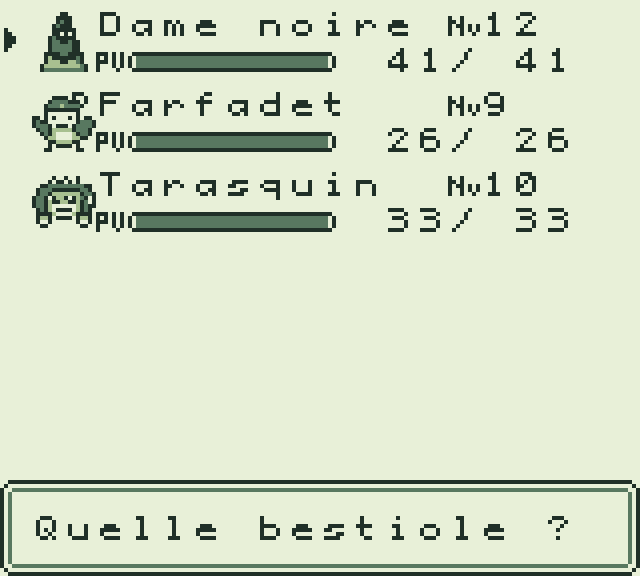 Dame noire Nv12
PV 41/ 41
Farfadet Nv9
PV 26/ 26
Tarasquin Nv10
PV 33/ 33
Quelle bestiole ?